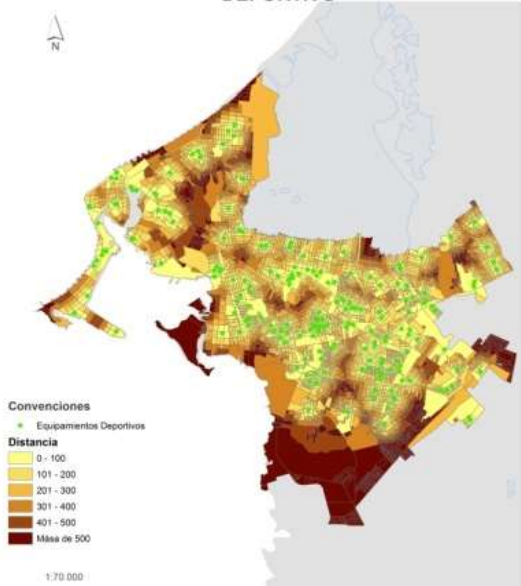 N
Convenciones
Equipamientos Deportivos
Distancia
0 - 100
101 - 200
201 - 300
301 - 400
401 - 500
Mása de 500
1:70.000